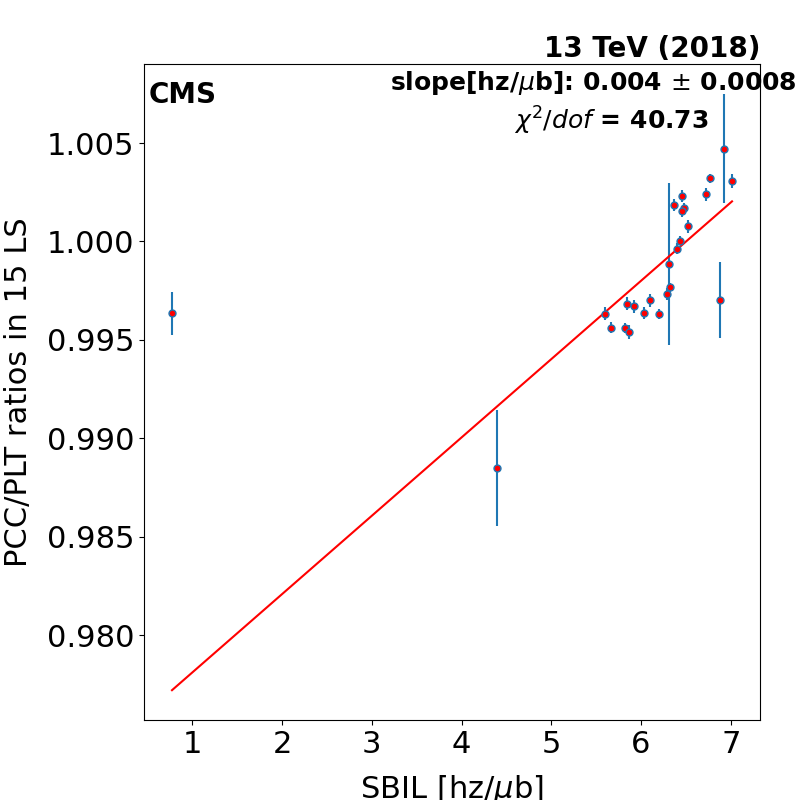 13 TeV (2018)
CMS
slope[hz/μb]: 0.004 ± 0.0008
χ²/dof = 40.73
PCC/PLT ratios in 15 LS
1.005
1.000
0.995
0.990
0.985
0.980
1 2 3 4 5 6 7
SBIL [hz/μb]